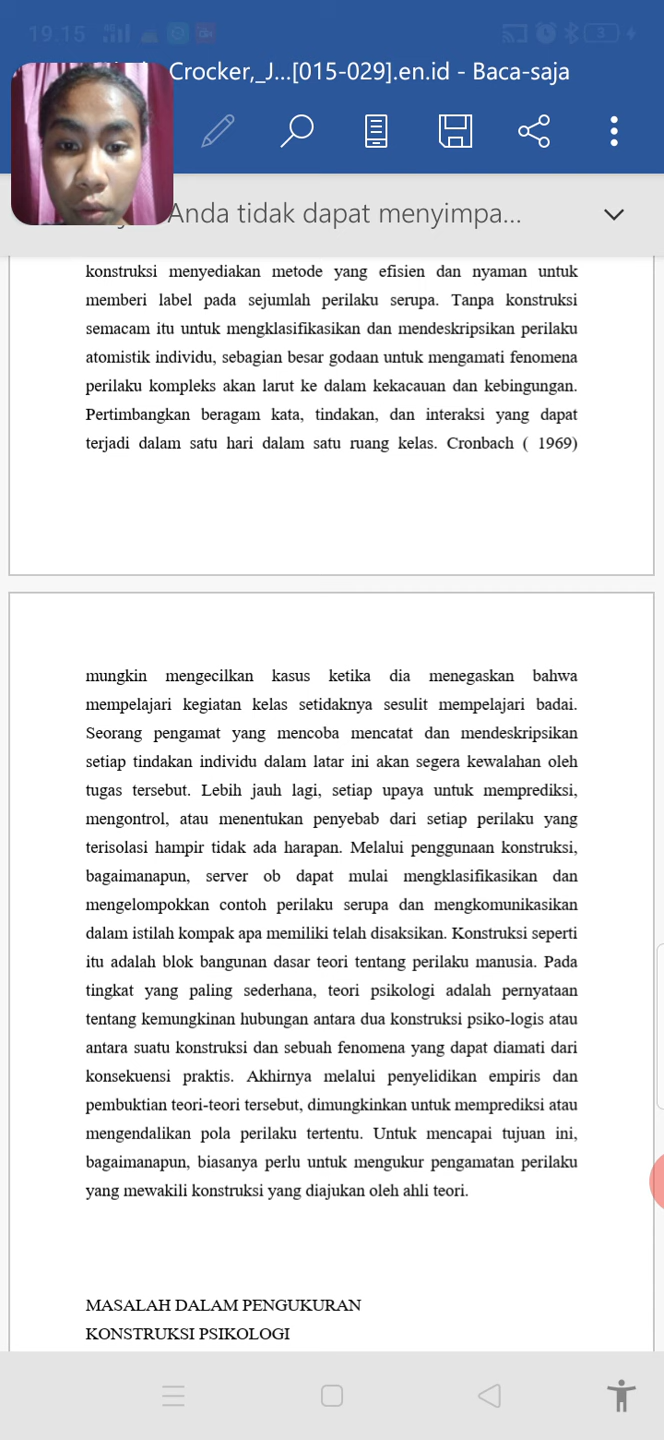 19.15
3
Crocker,_J...[015-029].en.id - Baca-saja
Anda tidak dapat menyimpa...
konstruksi menyediakan metode yang efisien dan nyaman untuk
memberi label pada sejumlah perilaku serupa. Tanpa konstruksi
semacam itu untuk mengklasifikasikan dan mendeskripsikan perilaku
atomistik individu, sebagian besar godaan untuk mengamati fenomena
perilaku kompleks akan larut ke dalam kekacauan dan kebingungan.
Pertimbangkan beragam kata, tindakan, dan interaksi yang dapat
terjadi dalam satu hari dalam satu ruang kelas. Cronbach ( 1969)
mungkin mengecilkan kasus ketika dia menegaskan bahwa
mempelajari kegiatan kelas setidaknya sesulit mempelajari badai.
Seorang pengamat yang mencoba mencatat dan mendeskripsikan
setiap tindakan individu dalam latar ini akan segera kewalahan oleh
tugas tersebut. Lebih jauh lagi, setiap upaya untuk memprediksi,
mengontrol, atau menentukan penyebab dari setiap perilaku yang
terisolasi hampir tidak ada harapan. Melalui penggunaan konstruksi,
bagaimanapun, server ob dapat mulai mengklasifikasikan dan
mengelompokkan contoh perilaku serupa dan mengkomunikasikan
dalam istilah kompak apa memiliki telah disaksikan. Konstruksi seperti
itu adalah blok bangunan dasar teori tentang perilaku manusia. Pada
tingkat yang paling sederhana, teori psikologi adalah pernyataan
tentang kemungkinan hubungan antara dua konstruksi psiko-logis atau
antara suatu konstruksi dan sebuah fenomena yang dapat diamati dari
konsekuensi praktis. Akhirnya melalui penyelidikan empiris dan
pembuktian teori-teori tersebut, dimungkinkan untuk memprediksi atau
mengendalikan pola perilaku tertentu. Untuk mencapai tujuan ini,
bagaimanapun, biasanya perlu untuk mengukur pengamatan perilaku
yang mewakili konstruksi yang diajukan oleh ahli teori.
MASALAH DALAM PENGUKURAN
KONSTRUKSI PSIKOLOGI